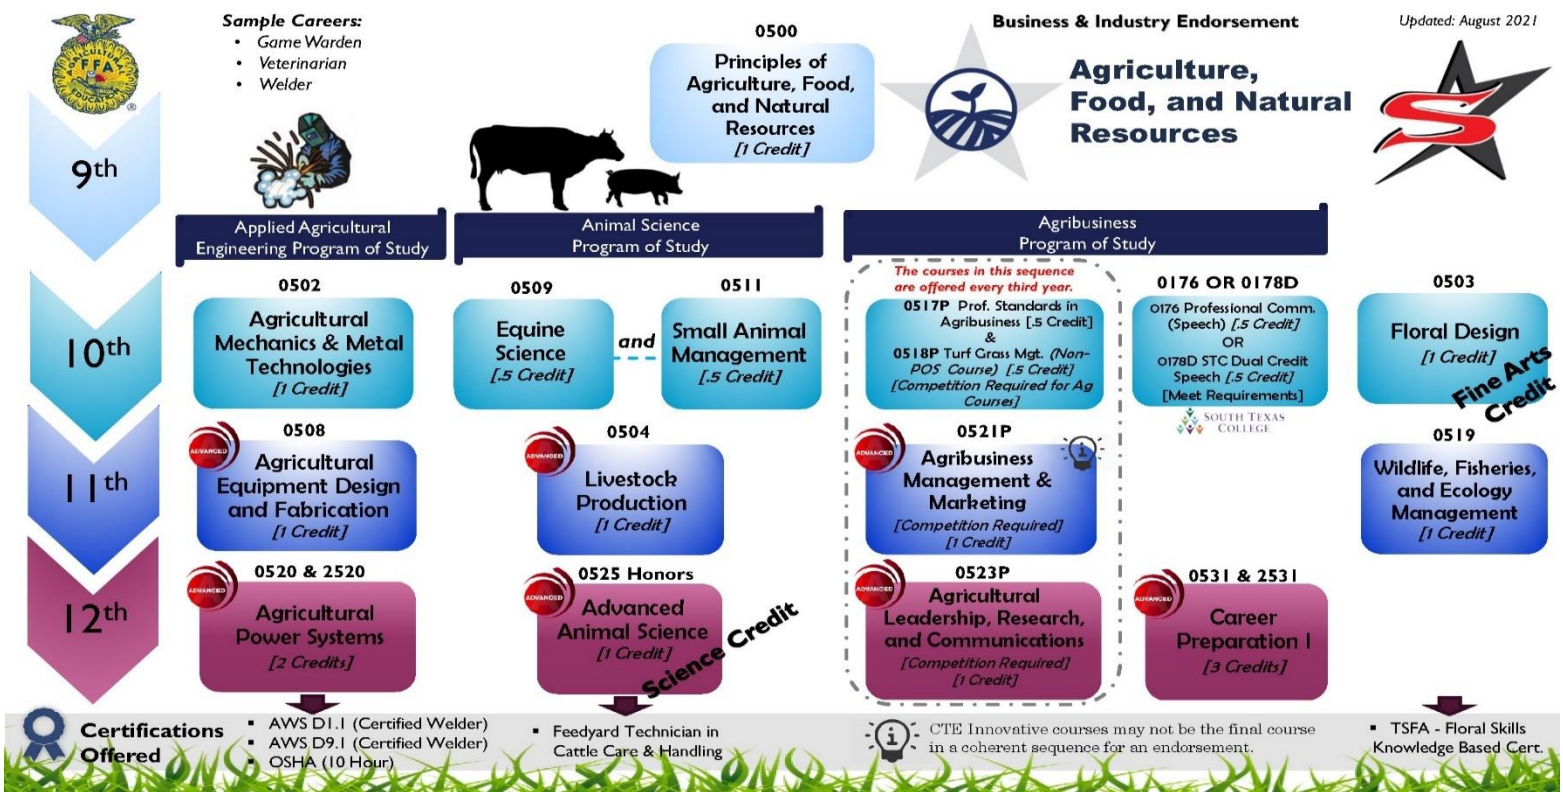 Sample Careers:
• Game Warden
• Veterinarian
• Welder
0500
Principles of
Agriculture, Food,
and Natural
Resources
[1 Credit]
Business & Industry Endorsement
Agriculture,
Food, and Natural
Resources
Updated: August 2021
S
FFA
AGRICULTURAL
EDUCATION
®
9th
Applied Agricultural
Engineering Program of Study
Animal Science
Program of Study
Agribusiness
Program of Study
10th
0502
Agricultural
Mechanics & Metal
Technologies
[1 Credit]
0509
Equine
Science
[.5 Credit]
and
0511
Small Animal
Management
[.5 Credit]
The courses in this sequence
are offered every third year.
0517P Prof. Standards in
Agribusiness [.5 Credit]
&
0518P Turf Grass Mgt. (Non-
POS Course) [.5 Credit]
[Competition Required for Ag
Courses]
0176 OR 0178D
0176 Professional Comm.
(Speech) [.5 Credit]
OR
0178D STC Dual Credit
Speech [.5 Credit]
[Meet Requirements]
SOUTH TEXAS
COLLEGE
0503
Floral Design
[1 Credit]
Fine Arts
Credit
11th
ADVANCED
0508
Agricultural
Equipment Design
and Fabrication
[1 Credit]
ADVANCED
0504
Livestock
Production
[1 Credit]
ADVANCED
0521P
Agribusiness
Management &
Marketing
[Competition Required]
[1 Credit]
i
0519
Wildlife, Fisheries,
and Ecology
Management
[1 Credit]
12th
ADVANCED
0520 & 2520
Agricultural
Power Systems
[2 Credits]
ADVANCED
0525 Honors
Advanced
Animal Science
[1 Credit]
Science Credit
ADVANCED
0523P
Agricultural
Leadership, Research,
and Communications
[Competition Required]
[1 Credit]
ADVANCED
0531 & 2531
Career
Preparation I
[3 Credits]
Certifications
Offered
▪ AWS D1.1 (Certified Welder)
▪ AWS D9.1 (Certified Welder)
▪ OSHA (10 Hour)
▪ Feedyard Technician in
Cattle Care & Handling
i
CTE Innovative courses may not be the final course
in a coherent sequence for an endorsement.
▪ TSFA - Floral Skills
Knowledge Based Cert.